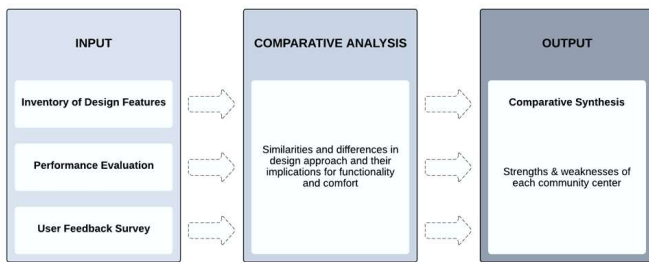 INPUT
Inventory of Design Features
Performance Evaluation
User Feedback Survey
COMPARATIVE ANALYSIS
Similarities and differences in
design approach and their
implications for functionality
and comfort
OUTPUT
Comparative Synthesis
Strengths & weaknesses of
each community center